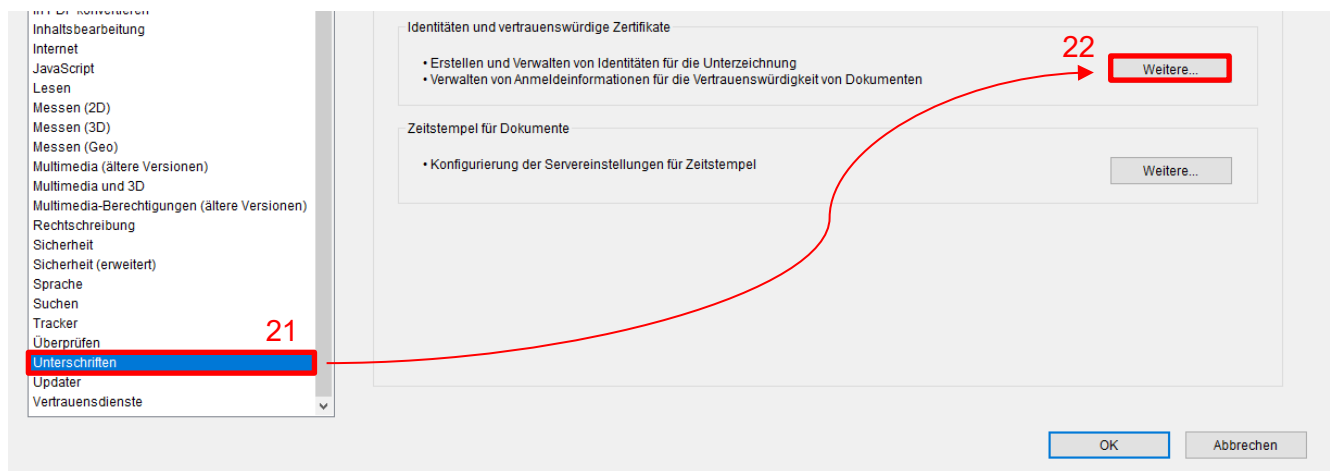 Inhaltsbearbeitung
Internet
JavaScript
Lesen
Messen (2D)
Messen (3D)
Messen (Geo)
Multimedia (ältere Versionen)
Multimedia und 3D
Multimedia-Berechtigungen (ältere Versionen)
Rechtschreibung
Sicherheit
Sicherheit (erweitert)
Sprache
Suchen
Tracker
21
Überprüfen
Unterschriften
Updater
Vertrauensdienste
Identitäten und vertrauenswürdige Zertifikate
22
• Erstellen und Verwalten von Identitäten für die Unterzeichnung
• Verwalten von Anmeldeinformationen für die Vertrauenswürdigkeit von Dokumenten
Weitere...
Zeitstempel für Dokumente
• Konfigurierung der Servereinstellungen für Zeitstempel
Weitere...
OK
Abbrechen